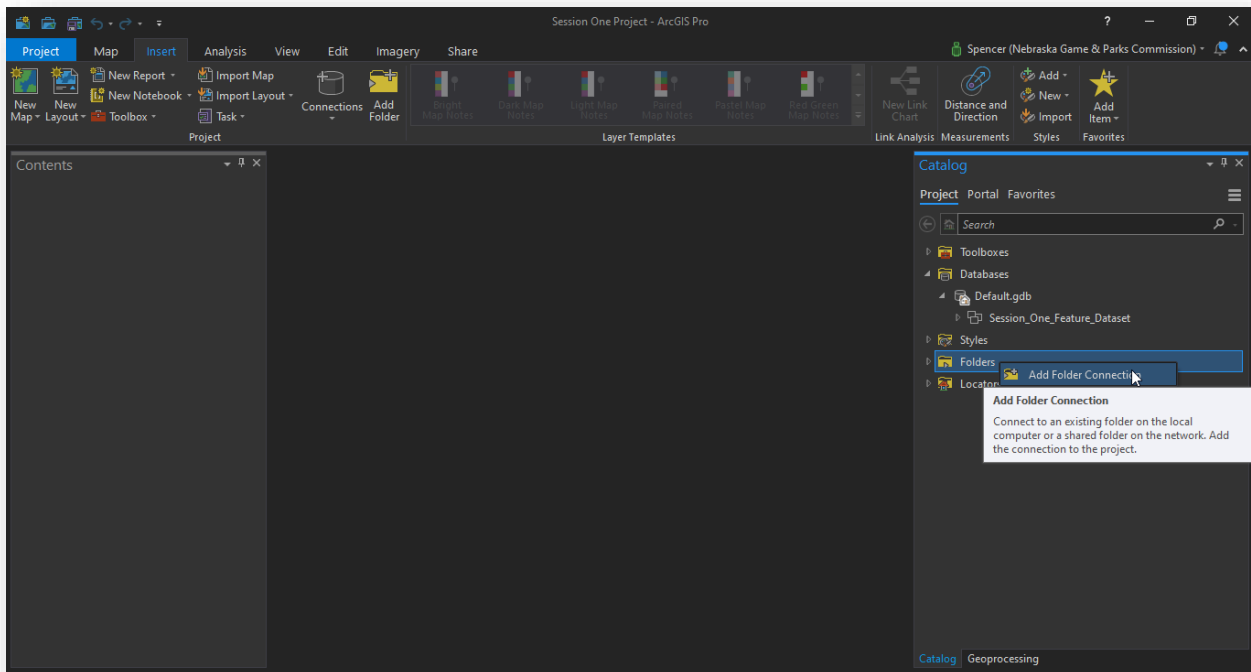 Session One Project - ArcGIS Pro
?
Project Map Insert Analysis View Edit Imagery Share
Spencer (Nebraska Game & Parks Commission)
New Map
New Layout
New Report
New Notebook
Toolbox
Import Map
Import Layout
Task
Connections
Add Folder
Bright Map Notes
Dark Map Notes
Light Map Notes
Paired Map Notes
Pastel Map Notes
Red Green Map Notes
New Link Chart
Distance and Direction
Add
New
Import
Add Item
Project
Layer Templates
Link Analysis
Measurements
Styles
Favorites
Contents
Catalog
Project Portal Favorites
Search
Toolboxes
Databases
Default.gdb
Session_One_Feature_Dataset
Styles
Folders
Add Folder Connection
Locator
Add Folder Connection
Connect to an existing folder on the local
computer or a shared folder on the network. Add
the connection to the project.
Catalog Geoprocessing